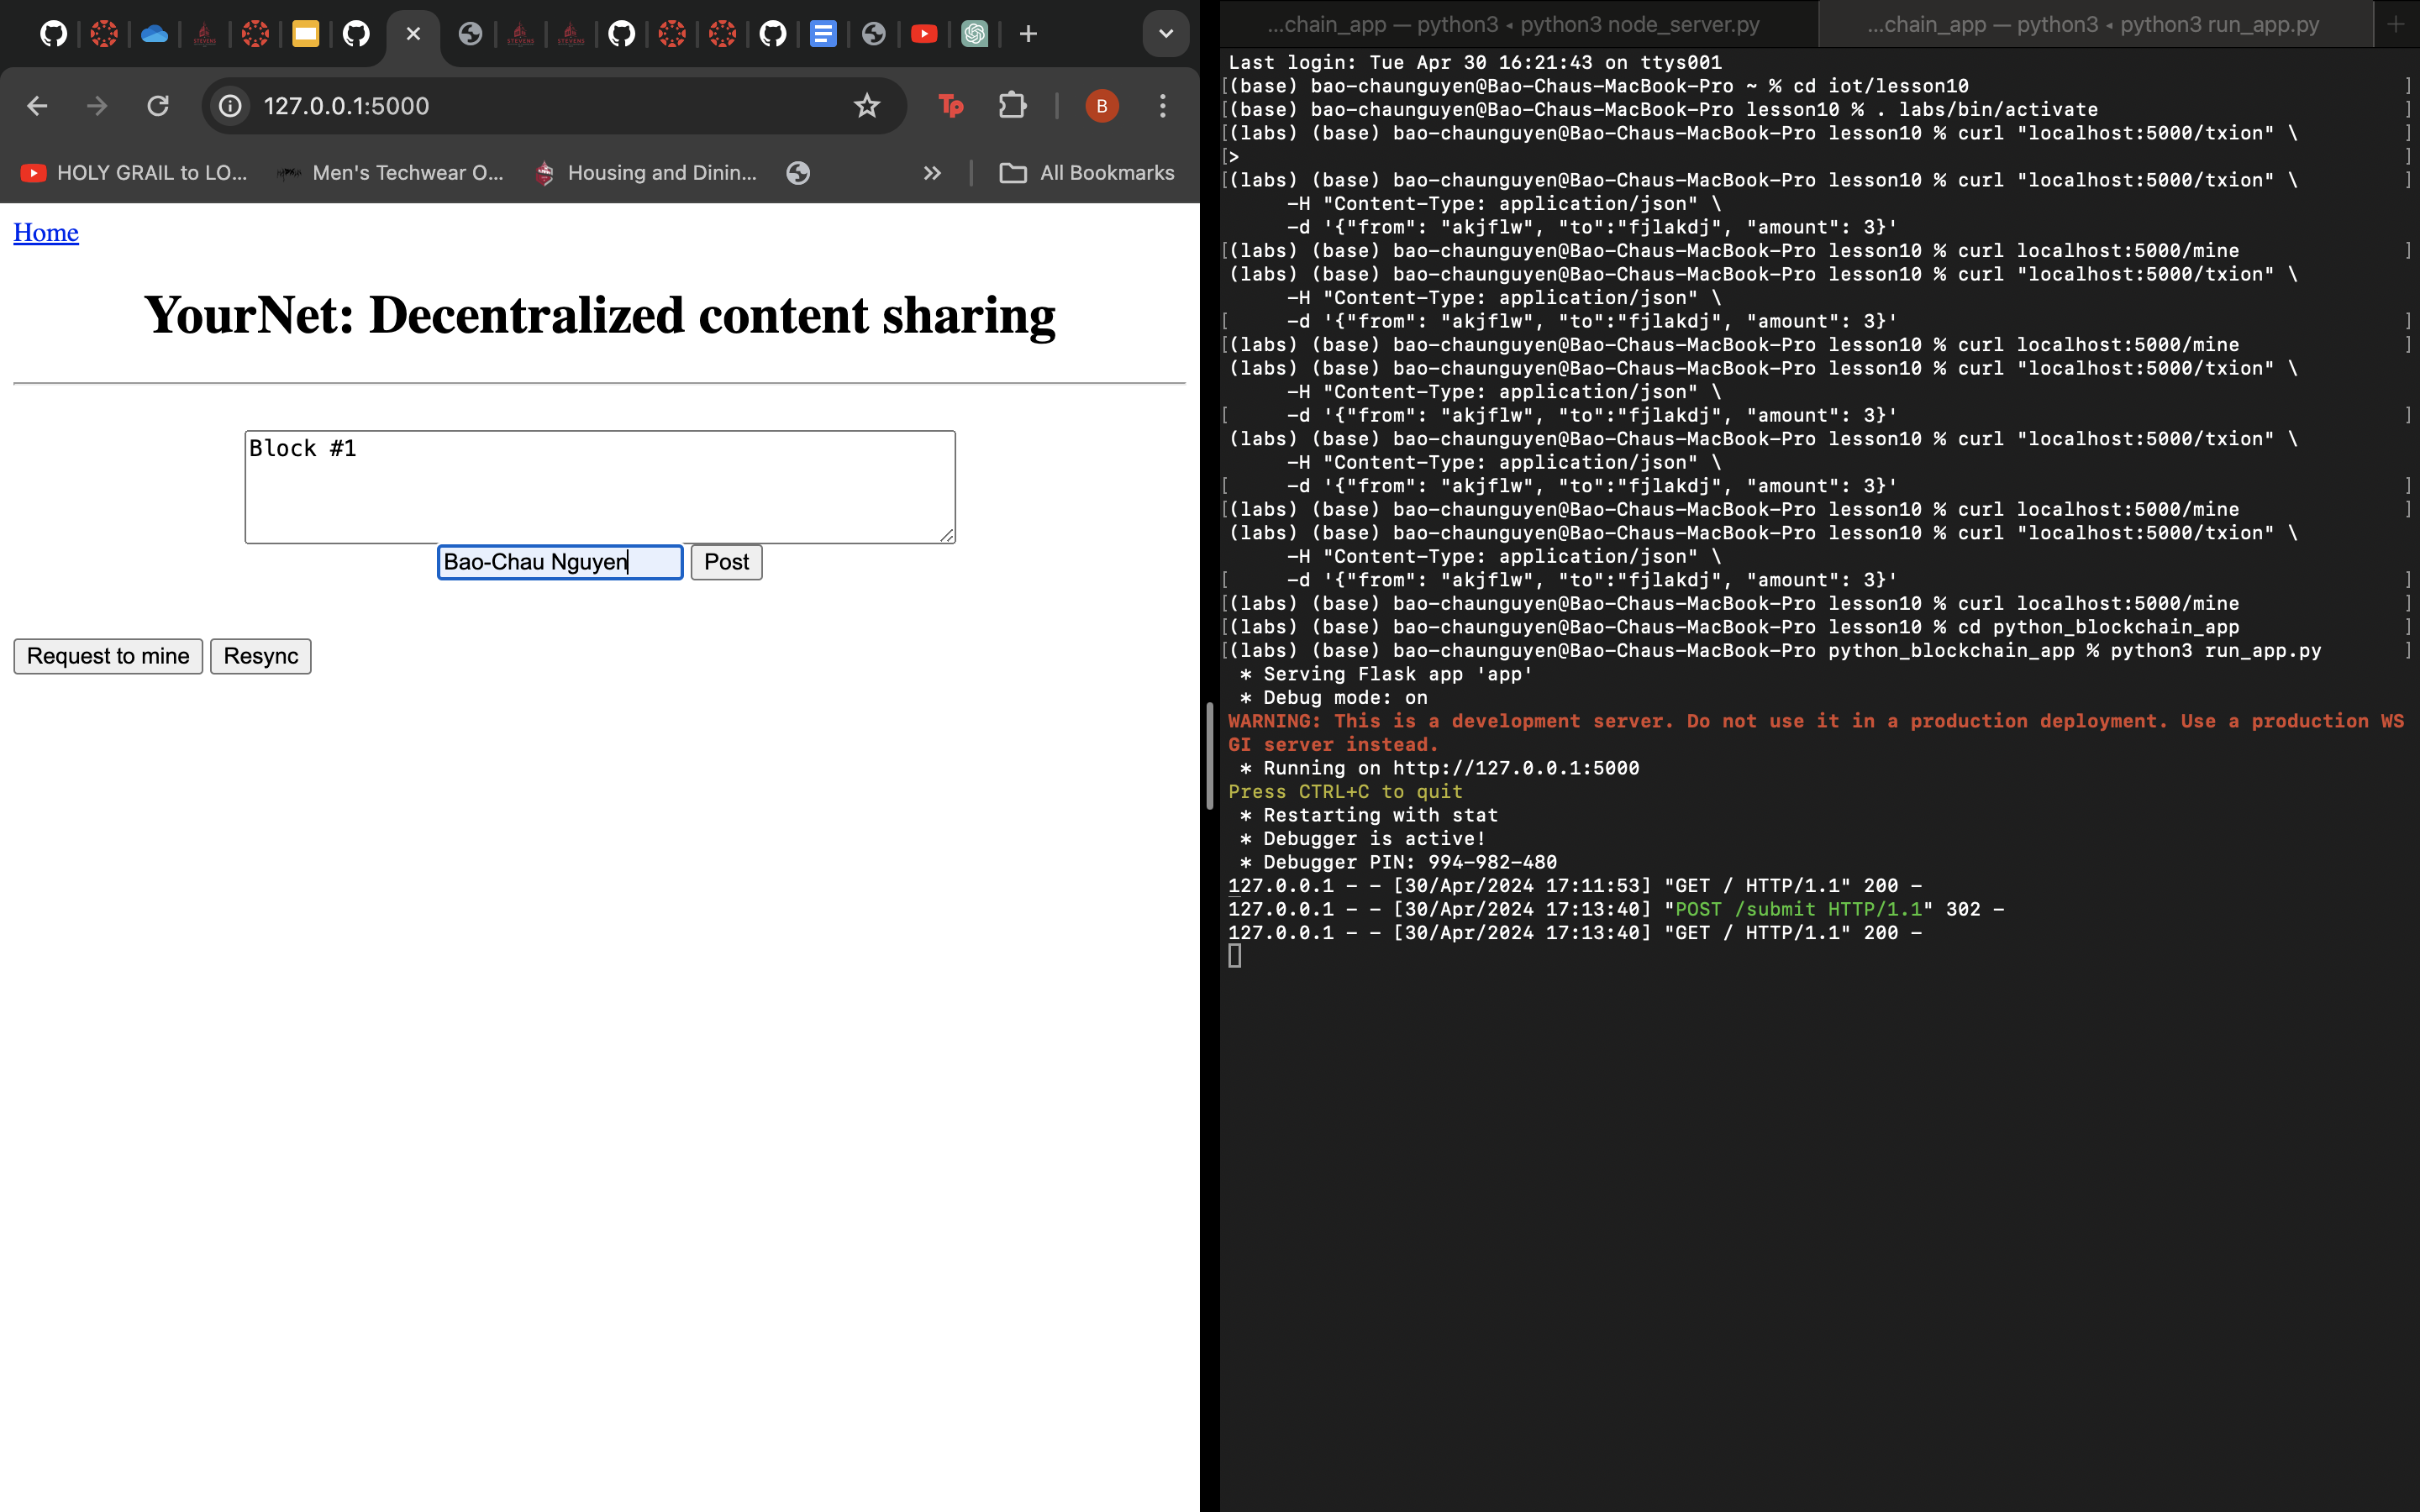 127.0.0.1:5000
B
HOLY GRAIL to LO...
Men's Techwear O...
Housing and Dinin...
All Bookmarks
Home
YourNet: Decentralized content sharing
Block #1
Bao-Chau Nguyen
Post
Request to mine
Resync
...chain_app — python3 ◂ python3 node_server.py
...chain_app — python3 ◂ python3 run_app.py
Last login: Tue Apr 30 16:21:43 on ttys001
[(base) bao-chaunguyen@Bao-Chaus-MacBook-Pro ~ % cd iot/lesson10 ]
[(base) bao-chaunguyen@Bao-Chaus-MacBook-Pro lesson10 % . labs/bin/activate ]
[(labs) (base) bao-chaunguyen@Bao-Chaus-MacBook-Pro lesson10 % curl "localhost:5000/txion" \ ]
[> ]
[(labs) (base) bao-chaunguyen@Bao-Chaus-MacBook-Pro lesson10 % curl "localhost:5000/txion" \ ]
-H "Content-Type: application/json" \
-d '{"from": "akjflw", "to":"fjlakdj", "amount": 3}'
[(labs) (base) bao-chaunguyen@Bao-Chaus-MacBook-Pro lesson10 % curl localhost:5000/mine ]
(labs) (base) bao-chaunguyen@Bao-Chaus-MacBook-Pro lesson10 % curl "localhost:5000/txion" \
-H "Content-Type: application/json" \
[ -d '{"from": "akjflw", "to":"fjlakdj", "amount": 3}' ]
[(labs) (base) bao-chaunguyen@Bao-Chaus-MacBook-Pro lesson10 % curl localhost:5000/mine ]
(labs) (base) bao-chaunguyen@Bao-Chaus-MacBook-Pro lesson10 % curl "localhost:5000/txion" \
-H "Content-Type: application/json" \
[ -d '{"from": "akjflw", "to":"fjlakdj", "amount": 3}' ]
(labs) (base) bao-chaunguyen@Bao-Chaus-MacBook-Pro lesson10 % curl "localhost:5000/txion" \
-H "Content-Type: application/json" \
[ -d '{"from": "akjflw", "to":"fjlakdj", "amount": 3}' ]
[(labs) (base) bao-chaunguyen@Bao-Chaus-MacBook-Pro lesson10 % curl localhost:5000/mine ]
(labs) (base) bao-chaunguyen@Bao-Chaus-MacBook-Pro lesson10 % curl "localhost:5000/txion" \
-H "Content-Type: application/json" \
[ -d '{"from": "akjflw", "to":"fjlakdj", "amount": 3}' ]
[(labs) (base) bao-chaunguyen@Bao-Chaus-MacBook-Pro lesson10 % curl localhost:5000/mine ]
[(labs) (base) bao-chaunguyen@Bao-Chaus-MacBook-Pro lesson10 % cd python_blockchain_app ]
[(labs) (base) bao-chaunguyen@Bao-Chaus-MacBook-Pro python_blockchain_app % python3 run_app.py ]
* Serving Flask app 'app'
* Debug mode: on
WARNING: This is a development server. Do not use it in a production deployment. Use a production WS
GI server instead.
* Running on http://127.0.0.1:5000
Press CTRL+C to quit
* Restarting with stat
* Debugger is active!
* Debugger PIN: 994-982-480
127.0.0.1 - - [30/Apr/2024 17:11:53] "GET / HTTP/1.1" 200 -
127.0.0.1 - - [30/Apr/2024 17:13:40] "POST /submit HTTP/1.1" 302 -
127.0.0.1 - - [30/Apr/2024 17:13:40] "GET / HTTP/1.1" 200 -